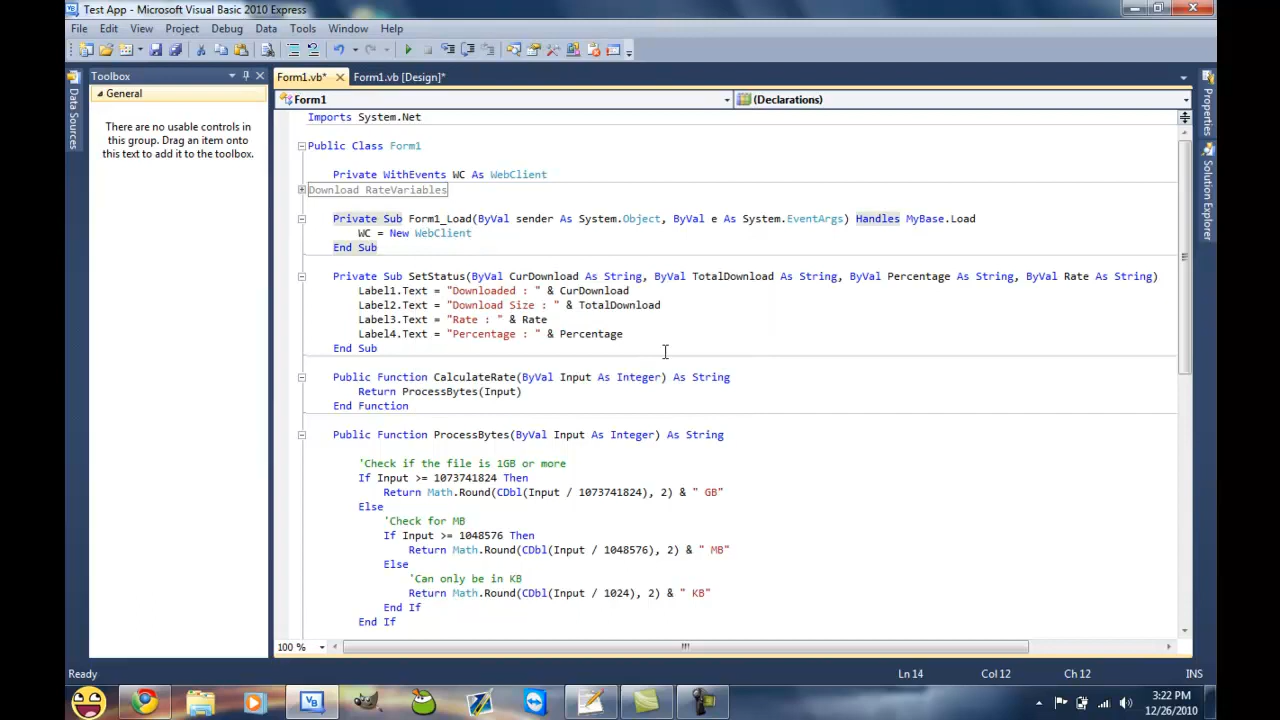 Test App - Microsoft Visual Basic 2010 Express
File Edit View Project Debug Data Tools Window Help
Toolbox
Form1.vb* Form1.vb [Design]*
General
Form1 (Declarations)
There are no usable controls in
this group. Drag an item onto
this text to add it to the toolbox.
Data Sources
Properties
Solution Explorer
Imports System.Net
Public Class Form1
Private WithEvents WC As WebClient
Download RateVariables
Private Sub Form1_Load(ByVal sender As System.Object, ByVal e As System.EventArgs) Handles MyBase.Load
WC = New WebClient
End Sub
Private Sub SetStatus(ByVal CurDownload As String, ByVal TotalDownload As String, ByVal Percentage As String, ByVal Rate As String)
Label1.Text = "Downloaded : " & CurDownload
Label2.Text = "Download Size : " & TotalDownload
Label3.Text = "Rate : " & Rate
Label4.Text = "Percentage : " & Percentage
End Sub
Public Function CalculateRate(ByVal Input As Integer) As String
Return ProcessBytes(Input)
End Function
Public Function ProcessBytes(ByVal Input As Integer) As String
'Check if the file is 1GB or more
If Input >= 1073741824 Then
Return Math.Round(CDbl(Input / 1073741824), 2) & " GB"
Else
'Check for MB
If Input >= 1048576 Then
Return Math.Round(CDbl(Input / 1048576), 2) & " MB"
Else
'Can only be in KB
Return Math.Round(CDbl(Input / 1024), 2) & " KB"
End If
End If
100 %
Ready Ln 14 Col 12 Ch 12 INS
VB
3:22 PM
12/26/2010